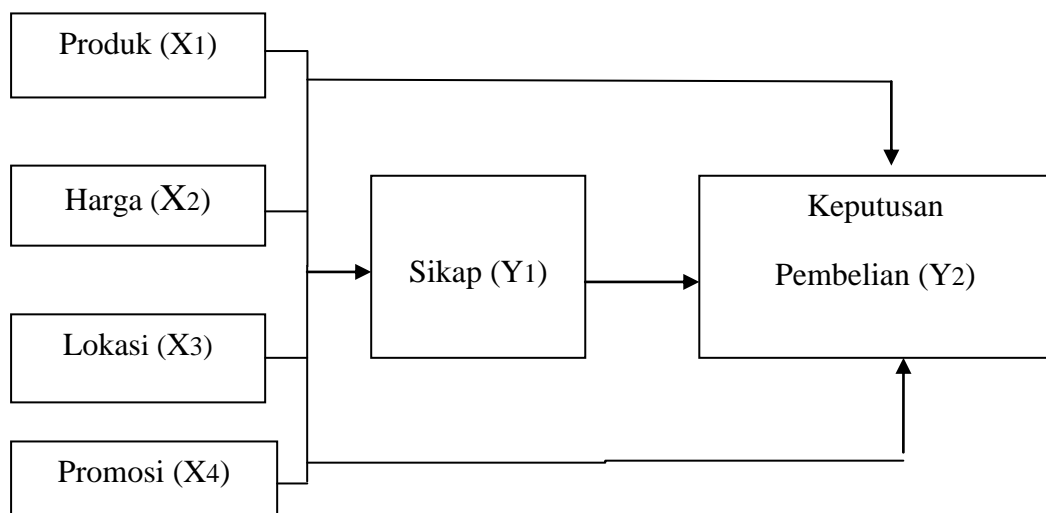 Produk (X1)
Harga (X2)
Lokasi (X3)
Promosi (X4)
Sikap (Y1)
Keputusan
Pembelian (Y2)